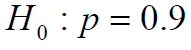 H₀ : p = 0.9